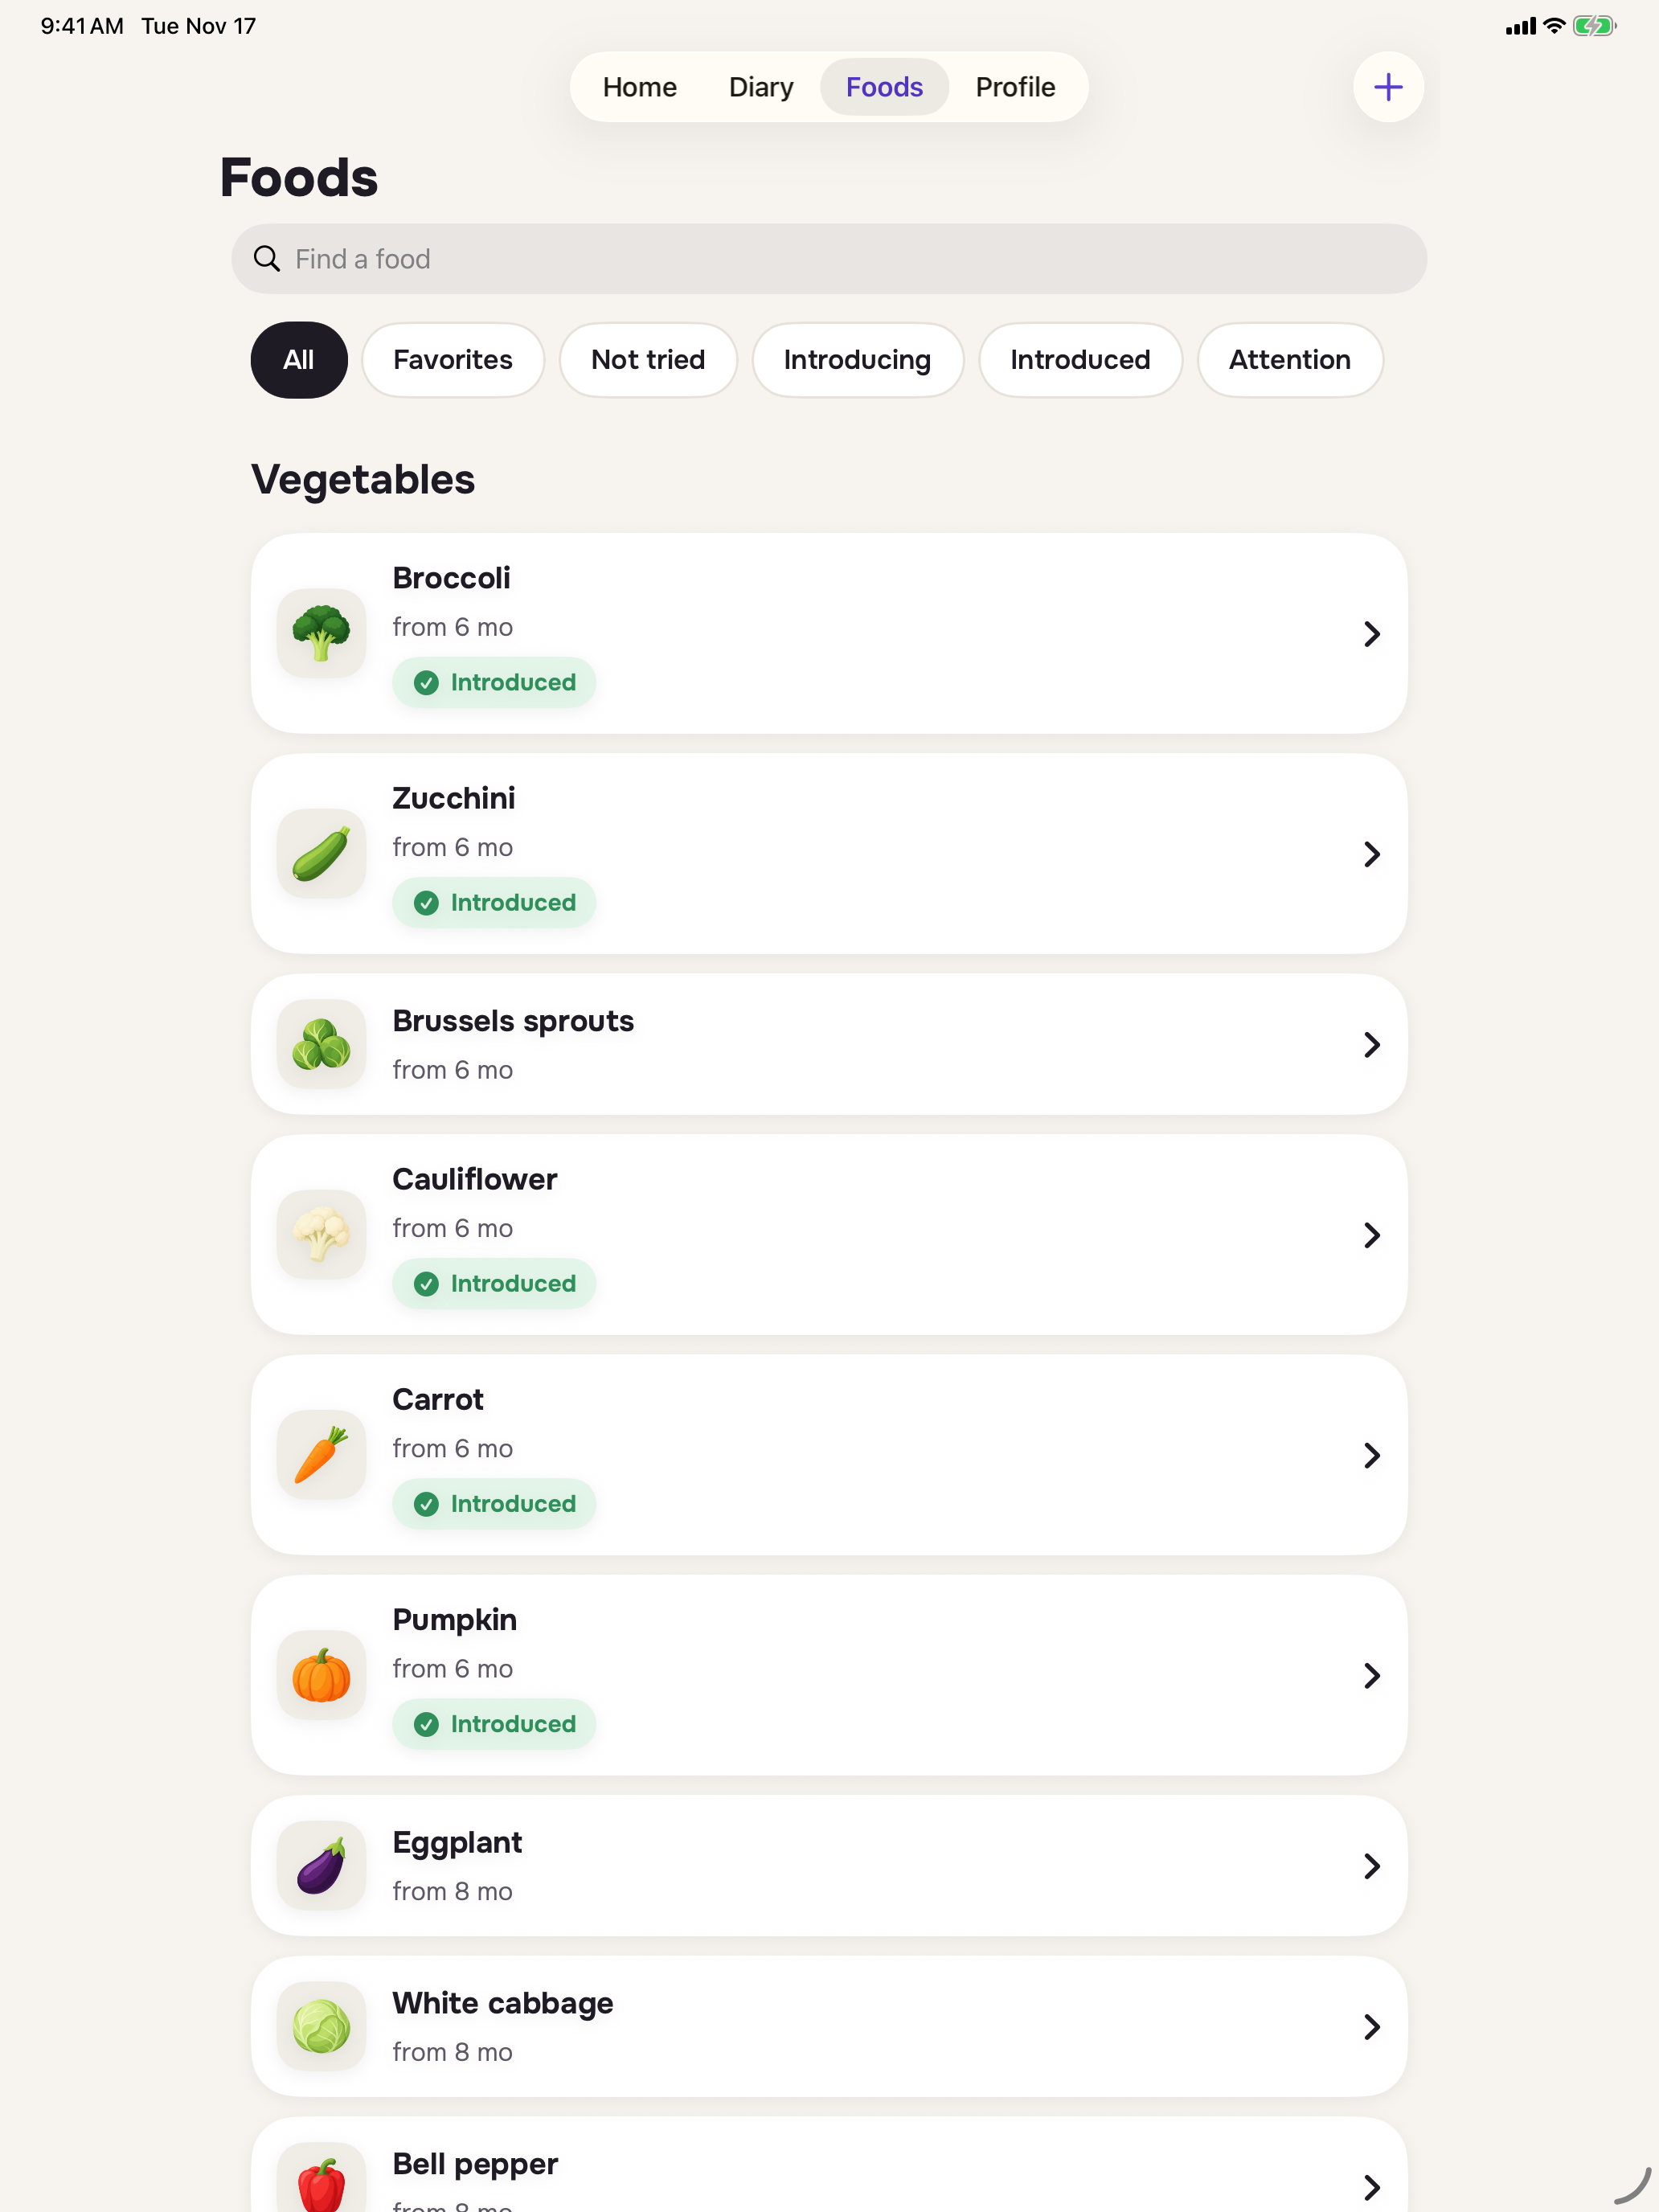 9:41 AM Tue Nov 17
Home Diary Foods Profile
Foods
Find a food
All Favorites Not tried Introducing Introduced Attention
Vegetables
Broccoli
from 6 mo
Introduced
Zucchini
from 6 mo
Introduced
Brussels sprouts
from 6 mo
Cauliflower
from 6 mo
Introduced
Carrot
from 6 mo
Introduced
Pumpkin
from 6 mo
Introduced
Eggplant
from 8 mo
White cabbage
from 8 mo
Bell pepper
from 8 mo